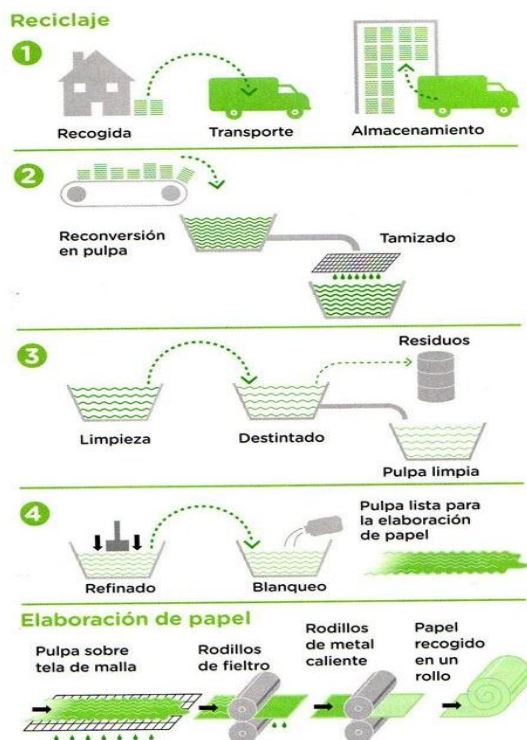 Reciclaje
1
Recogida
Transporte
Almacenamiento
2
Reconversión
en pulpa
Tamizado
3
Limpieza
Destintado
Residuos
Pulpa limpia
4
Refinado
Blanqueo
Pulpa lista para
la elaboración
de papel
Elaboración de papel
Pulpa sobre
tela de malla
Rodillos
de fieltro
Rodillos
de metal
caliente
Papel
recogido
en un
rollo